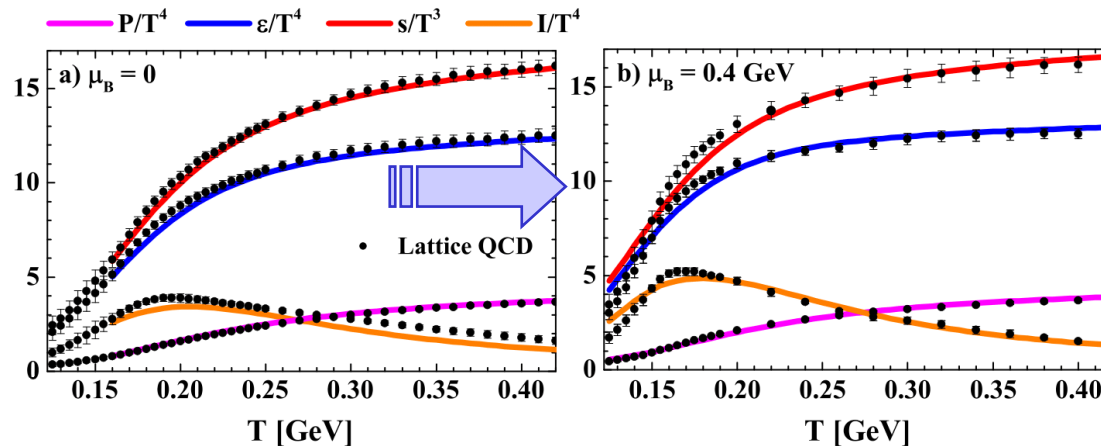 P/T⁴ ε/T⁴ s/T³ I/T⁴
a) μ_B = 0
15
10
5
0
Lattice QCD
0.15 0.20 0.25 0.30 0.35 0.40
T [GeV]
b) μ_B = 0.4 GeV
15
10
5
0
0.15 0.20 0.25 0.30 0.35 0.40
T [GeV]